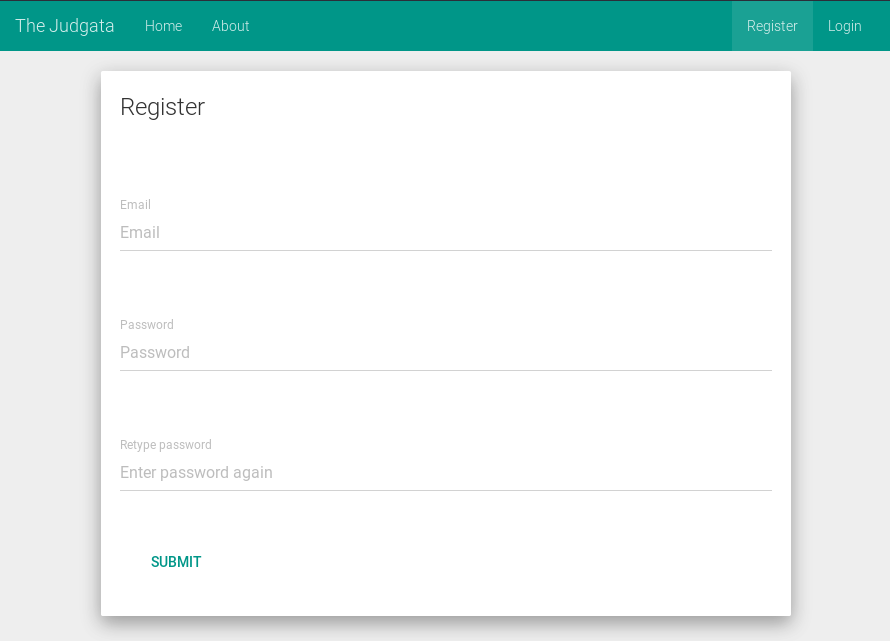 The Judgata Home About Register Login
Register
Email
Email
Password
Password
Retype password
Enter password again
SUBMIT